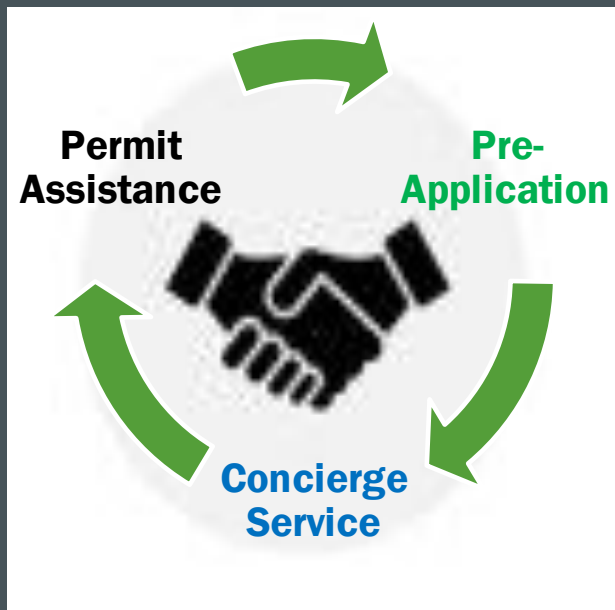 Permit
Assistance
Pre-
Application
Concierge
Service